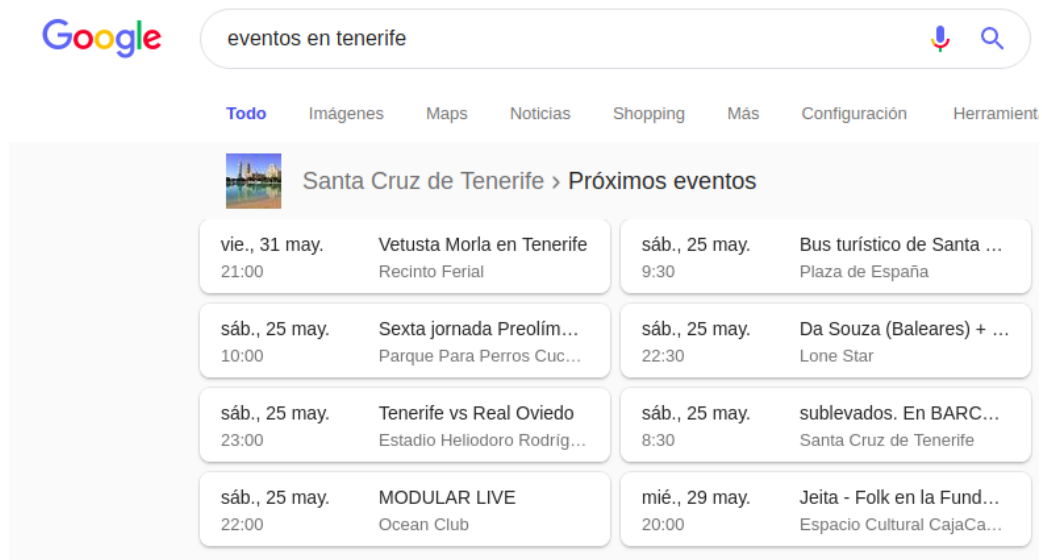 Google
eventos en tenerife
Todo Imágenes Maps Noticias Shopping Más Configuración Herramient
Santa Cruz de Tenerife › Próximos eventos
vie., 31 may. Vetusta Morla en Tenerife
21:00 Recinto Ferial
sáb., 25 may. Bus turístico de Santa ...
9:30 Plaza de España
sáb., 25 may. Sexta jornada Preolím...
10:00 Parque Para Perros Cuc...
sáb., 25 may. Da Souza (Baleares) + ...
22:30 Lone Star
sáb., 25 may. Tenerife vs Real Oviedo
23:00 Estadio Heliodoro Rodríg...
sáb., 25 may. sublevados. En BARC...
8:30 Santa Cruz de Tenerife
sáb., 25 may. MODULAR LIVE
22:00 Ocean Club
mié., 29 may. Jeita - Folk en la Fund...
20:00 Espacio Cultural CajaCa...